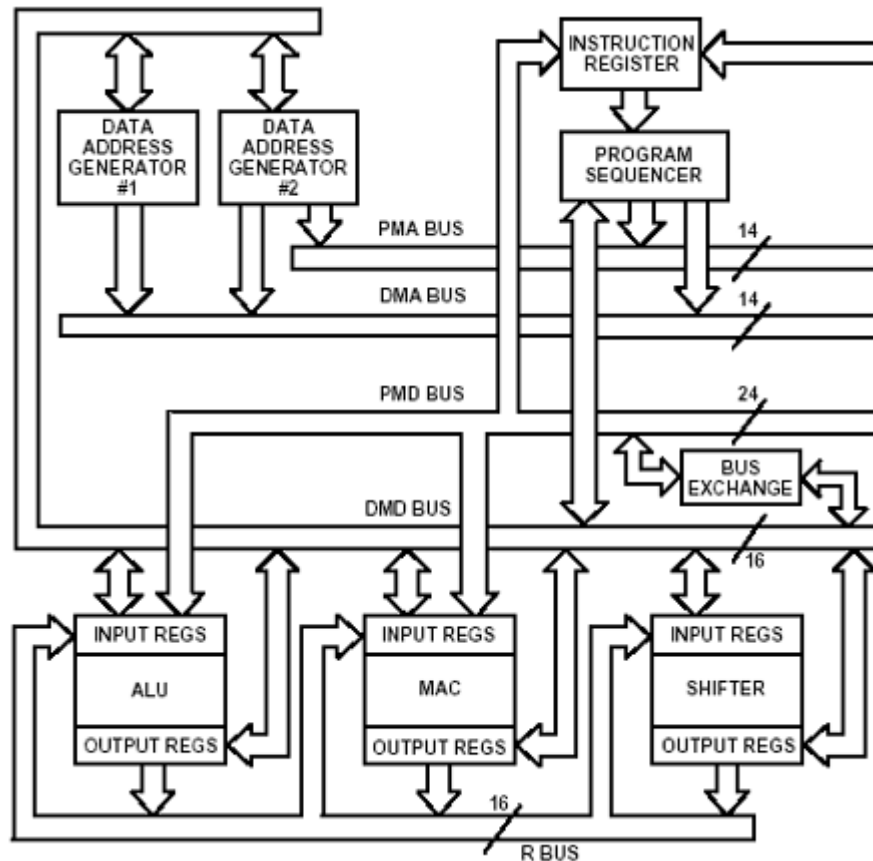 INSTRUCTION
REGISTER
DATA
ADDRESS
GENERATOR
#1
DATA
ADDRESS
GENERATOR
#2
PROGRAM
SEQUENCER
PMA BUS
14
DMA BUS
14
PMD BUS
24
BUS
EXCHANGE
DMD BUS
16
INPUT REGS
ALU
OUTPUT REGS
INPUT REGS
MAC
OUTPUT REGS
INPUT REGS
SHIFTER
OUTPUT REGS
16
R BUS